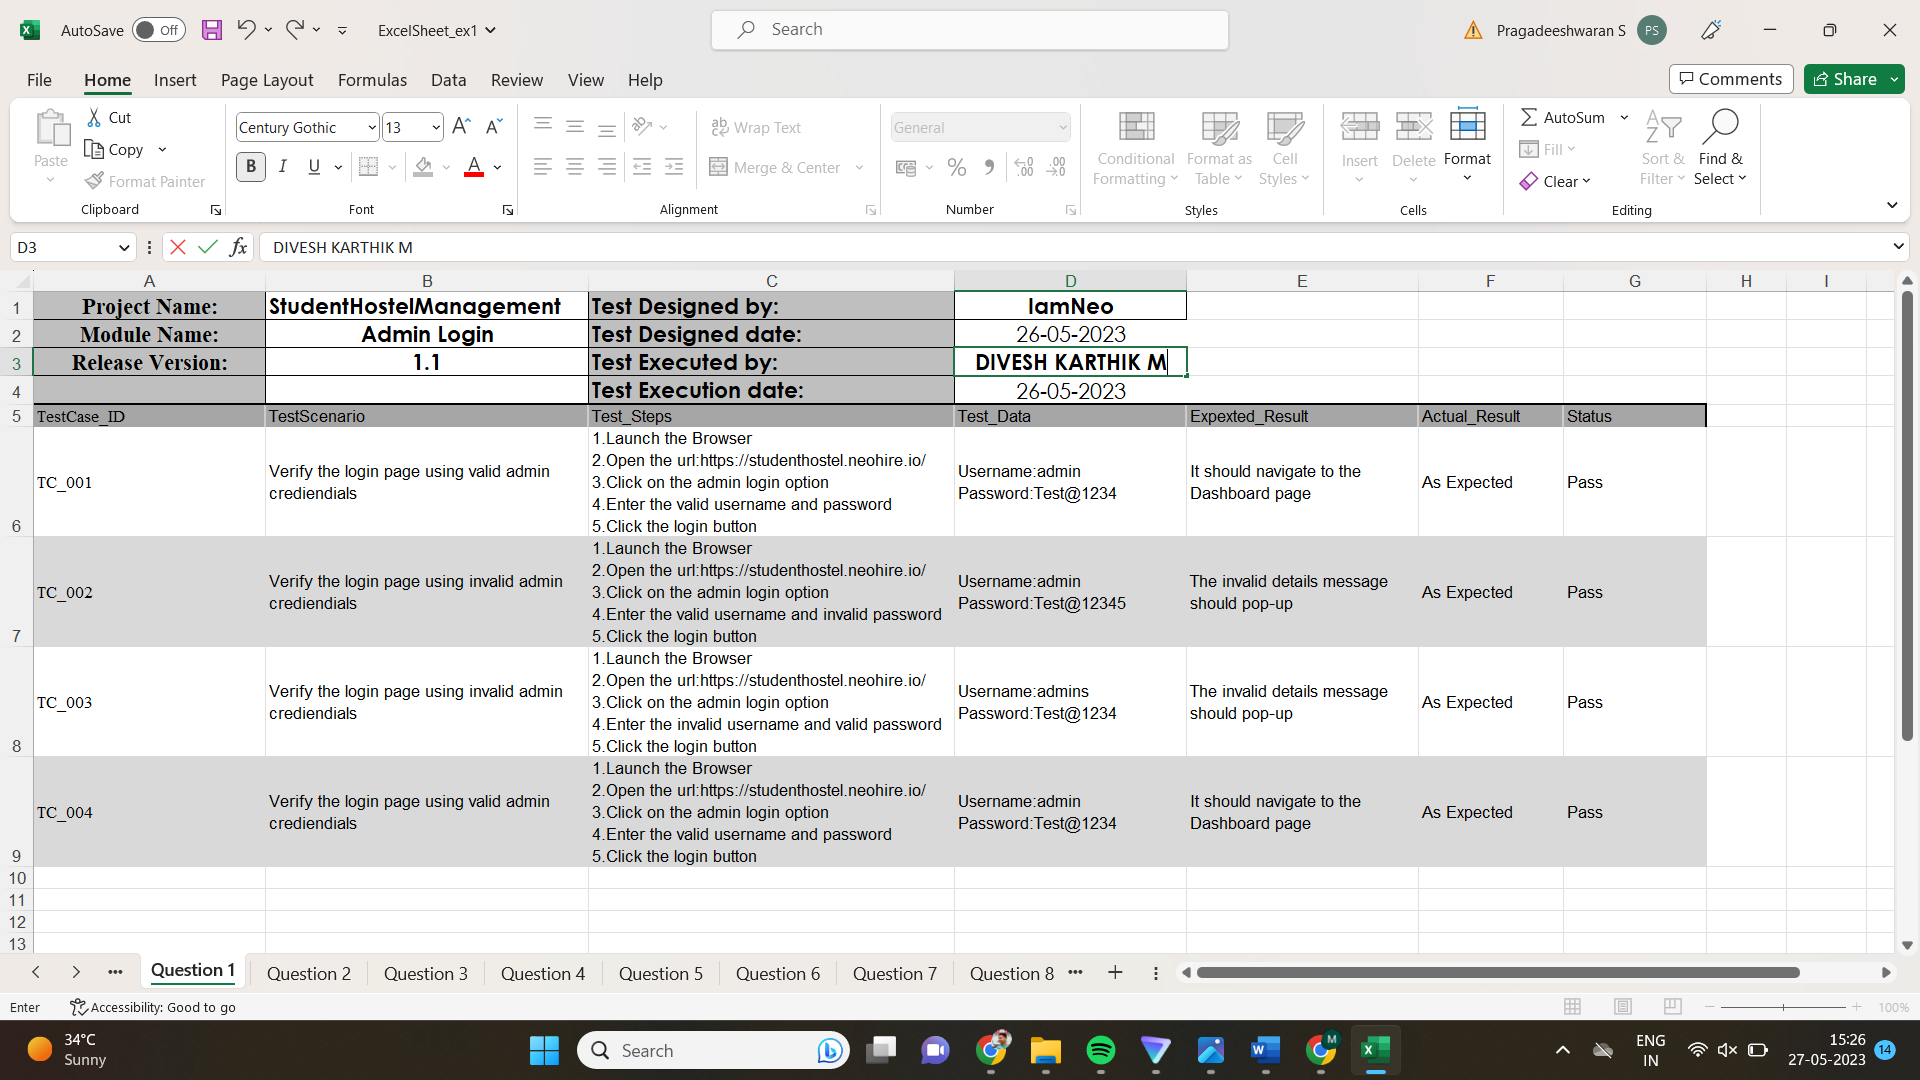 AutoSave Off ExcelSheet_ex1 Search Pragadeeshwaran S PS
File Home Insert Page Layout Formulas Data Review View Help Comments Share
Paste Cut Copy Format Painter Clipboard
Century Gothic 13 B I U A Font
Wrap Text Merge & Center Alignment
General % Number
Conditional Formatting Format as Table Cell Styles Styles
Insert Delete Format Cells
AutoSum Fill Clear Sort & Filter Find & Select Editing
D3 fx DIVESH KARTHIK M
A B C D E F G H I
1 Project Name: StudentHostelManagement Test Designed by: IamNeo
2 Module Name: Admin Login Test Designed date: 26-05-2023
3 Release Version: 1.1 Test Executed by: DIVESH KARTHIK M
4 Test Execution date: 26-05-2023
5 TestCase_ID TestScenario Test_Steps Test_Data Expexted_Result Actual_Result Status
6 TC_001
Verify the login page using valid admin
crediendials
1.Launch the Browser
2.Open the url:https://studenthostel.neohire.io/
3.Click on the admin login option
4.Enter the valid username and password
5.Click the login button
Username:admin
Password:Test@1234
It should navigate to the
Dashboard page
As Expected
Pass
7 TC_002
Verify the login page using invalid admin
crediendials
1.Launch the Browser
2.Open the url:https://studenthostel.neohire.io/
3.Click on the admin login option
4.Enter the valid username and invalid password
5.Click the login button
Username:admin
Password:Test@12345
The invalid details message
should pop-up
As Expected
Pass
8 TC_003
Verify the login page using invalid admin
crediendials
1.Launch the Browser
2.Open the url:https://studenthostel.neohire.io/
3.Click on the admin login option
4.Enter the invalid username and valid password
5.Click the login button
Username:admins
Password:Test@1234
The invalid details message
should pop-up
As Expected
Pass
9 TC_004
Verify the login page using valid admin
crediendials
1.Launch the Browser
2.Open the url:https://studenthostel.neohire.io/
3.Click on the admin login option
4.Enter the valid username and password
5.Click the login button
Username:admin
Password:Test@1234
It should navigate to the
Dashboard page
As Expected
Pass
10
11
12
13
Question 1 Question 2 Question 3 Question 4 Question 5 Question 6 Question 7 Question 8
Enter Accessibility: Good to go 100%
34°C
Sunny
Search
ENG
IN
15:26
27-05-2023
14